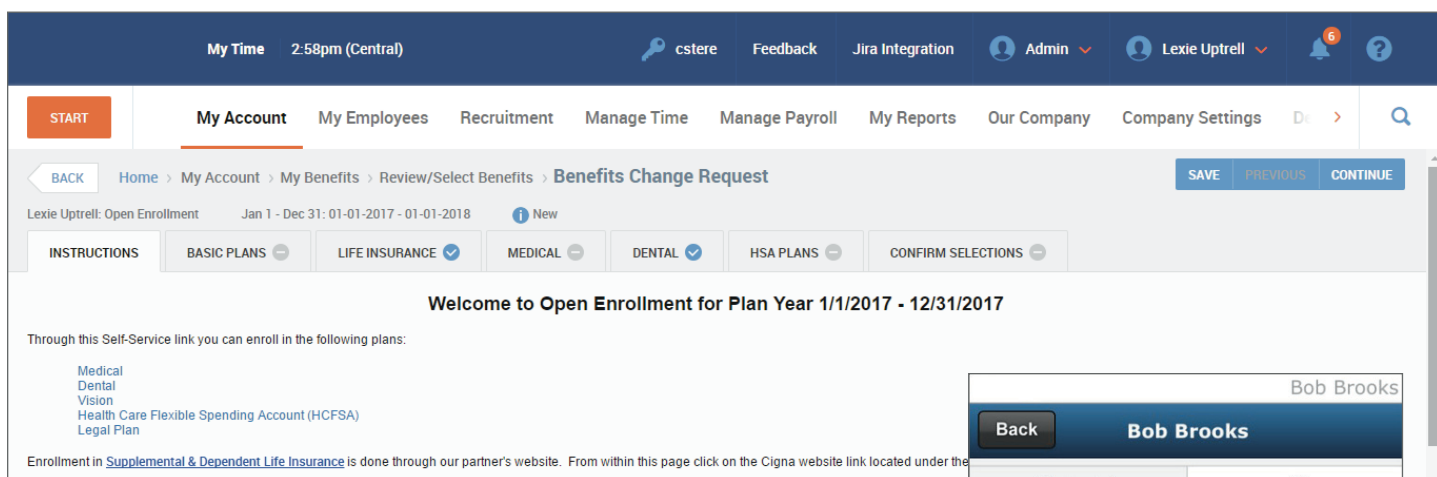 My Time 2:58pm (Central) cstere Feedback Jira Integration Admin Lexie Uptrell 6 ?
START My Account My Employees Recruitment Manage Time Manage Payroll My Reports Our Company Company Settings
BACK Home > My Account > My Benefits > Review/Select Benefits > Benefits Change Request SAVE PREVIOUS CONTINUE
Lexie Uptrell: Open Enrollment Jan 1 - Dec 31: 01-01-2017 - 01-01-2018 i New
INSTRUCTIONS BASIC PLANS LIFE INSURANCE MEDICAL DENTAL HSA PLANS CONFIRM SELECTIONS
Welcome to Open Enrollment for Plan Year 1/1/2017 - 12/31/2017
Through this Self-Service link you can enroll in the following plans:
Medical
Dental
Vision
Health Care Flexible Spending Account (HCFSA)
Legal Plan
Bob Brooks
Back Bob Brooks
Enrollment in Supplemental & Dependent Life Insurance is done through our partner's website. From within this page click on the Cigna website link located under the